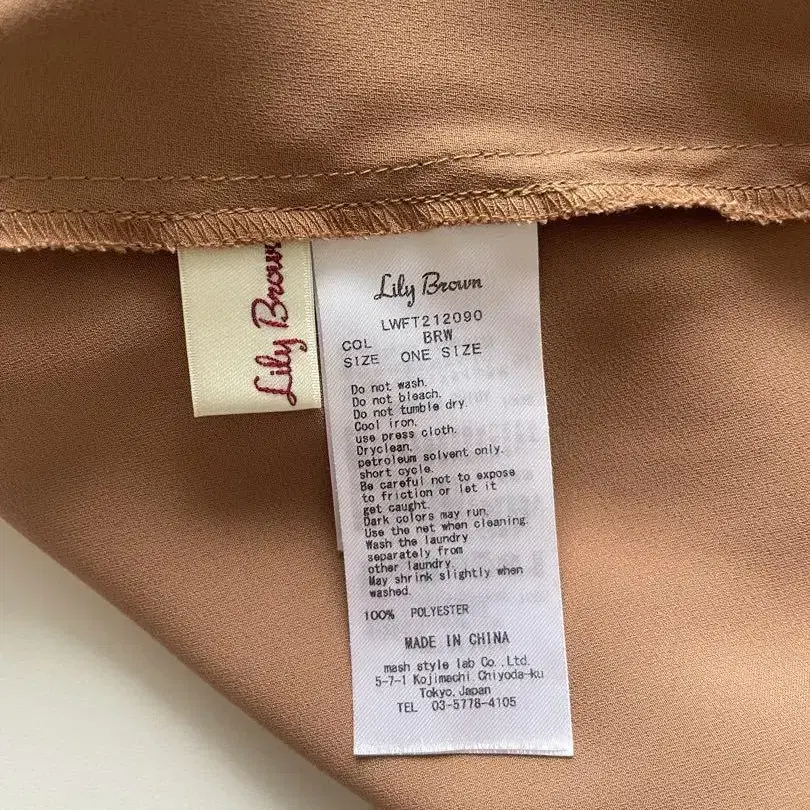 Lily Brown
Lily Brown
LWFT212090
COL BRW
SIZE ONE SIZE
Do not wash.
Do not bleach.
Do not tumble dry.
Cool iron.
use press cloth.
Dryclean.
petroleum solvent only.
short cycle.
Be careful not to expose
to friction or let it
get caught.
Dark colors may run.
Use the net when cleaning.
Wash the laundry
separately from
other laundry.
May shrink slightly when
washed.
100% POLYESTER
MADE IN CHINA
mash style lab Co.,Ltd.
5-7-1 Kojimachi Chiyoda-ku
Tokyo,Japan
TEL 03-5778-4105